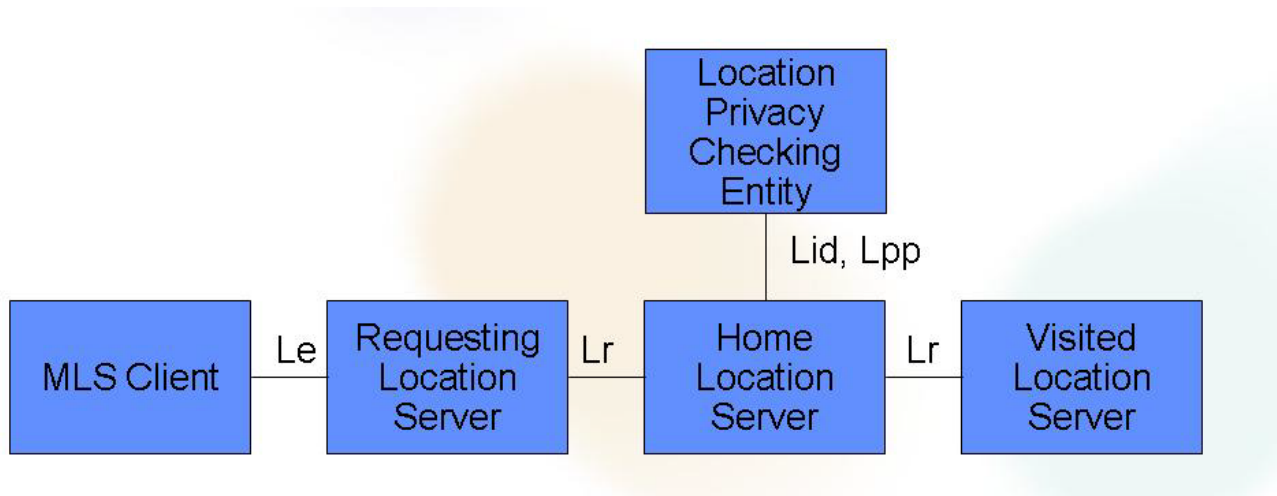 Location
Privacy
Checking
Entity
Lid, Lpp
MLS Client
Le
Requesting
Location
Server
Lr
Home
Location
Server
Lr
Visited
Location
Server